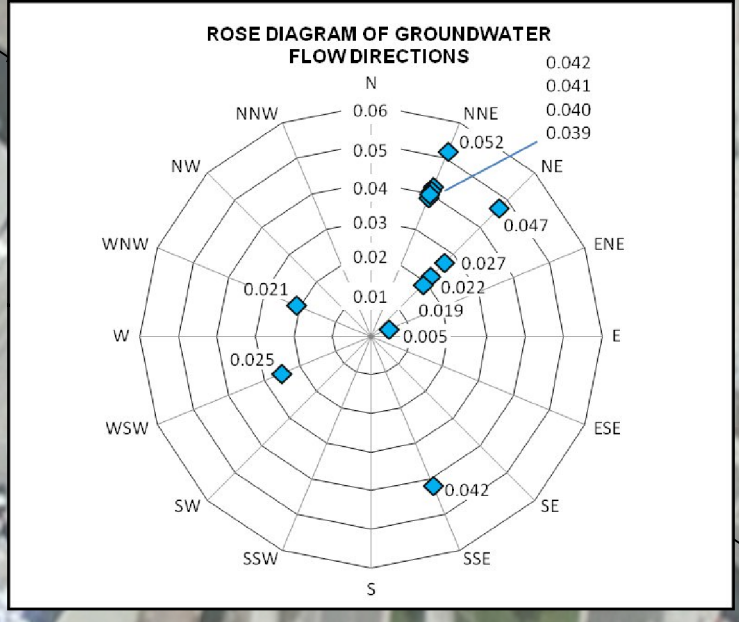 ROSE DIAGRAM OF GROUNDWATER
FLOW DIRECTIONS
0.042
0.041
0.040
0.039
N
NNW
0.06
NNE
0.052
0.05
NW
NE
0.04
0.047
0.03
WNW
ENE
0.02
0.027
0.021
0.022
0.01
0.019
W
0.005
E
0.025
WSW
ESE
0.042
SW
SE
SSW
SSE
S